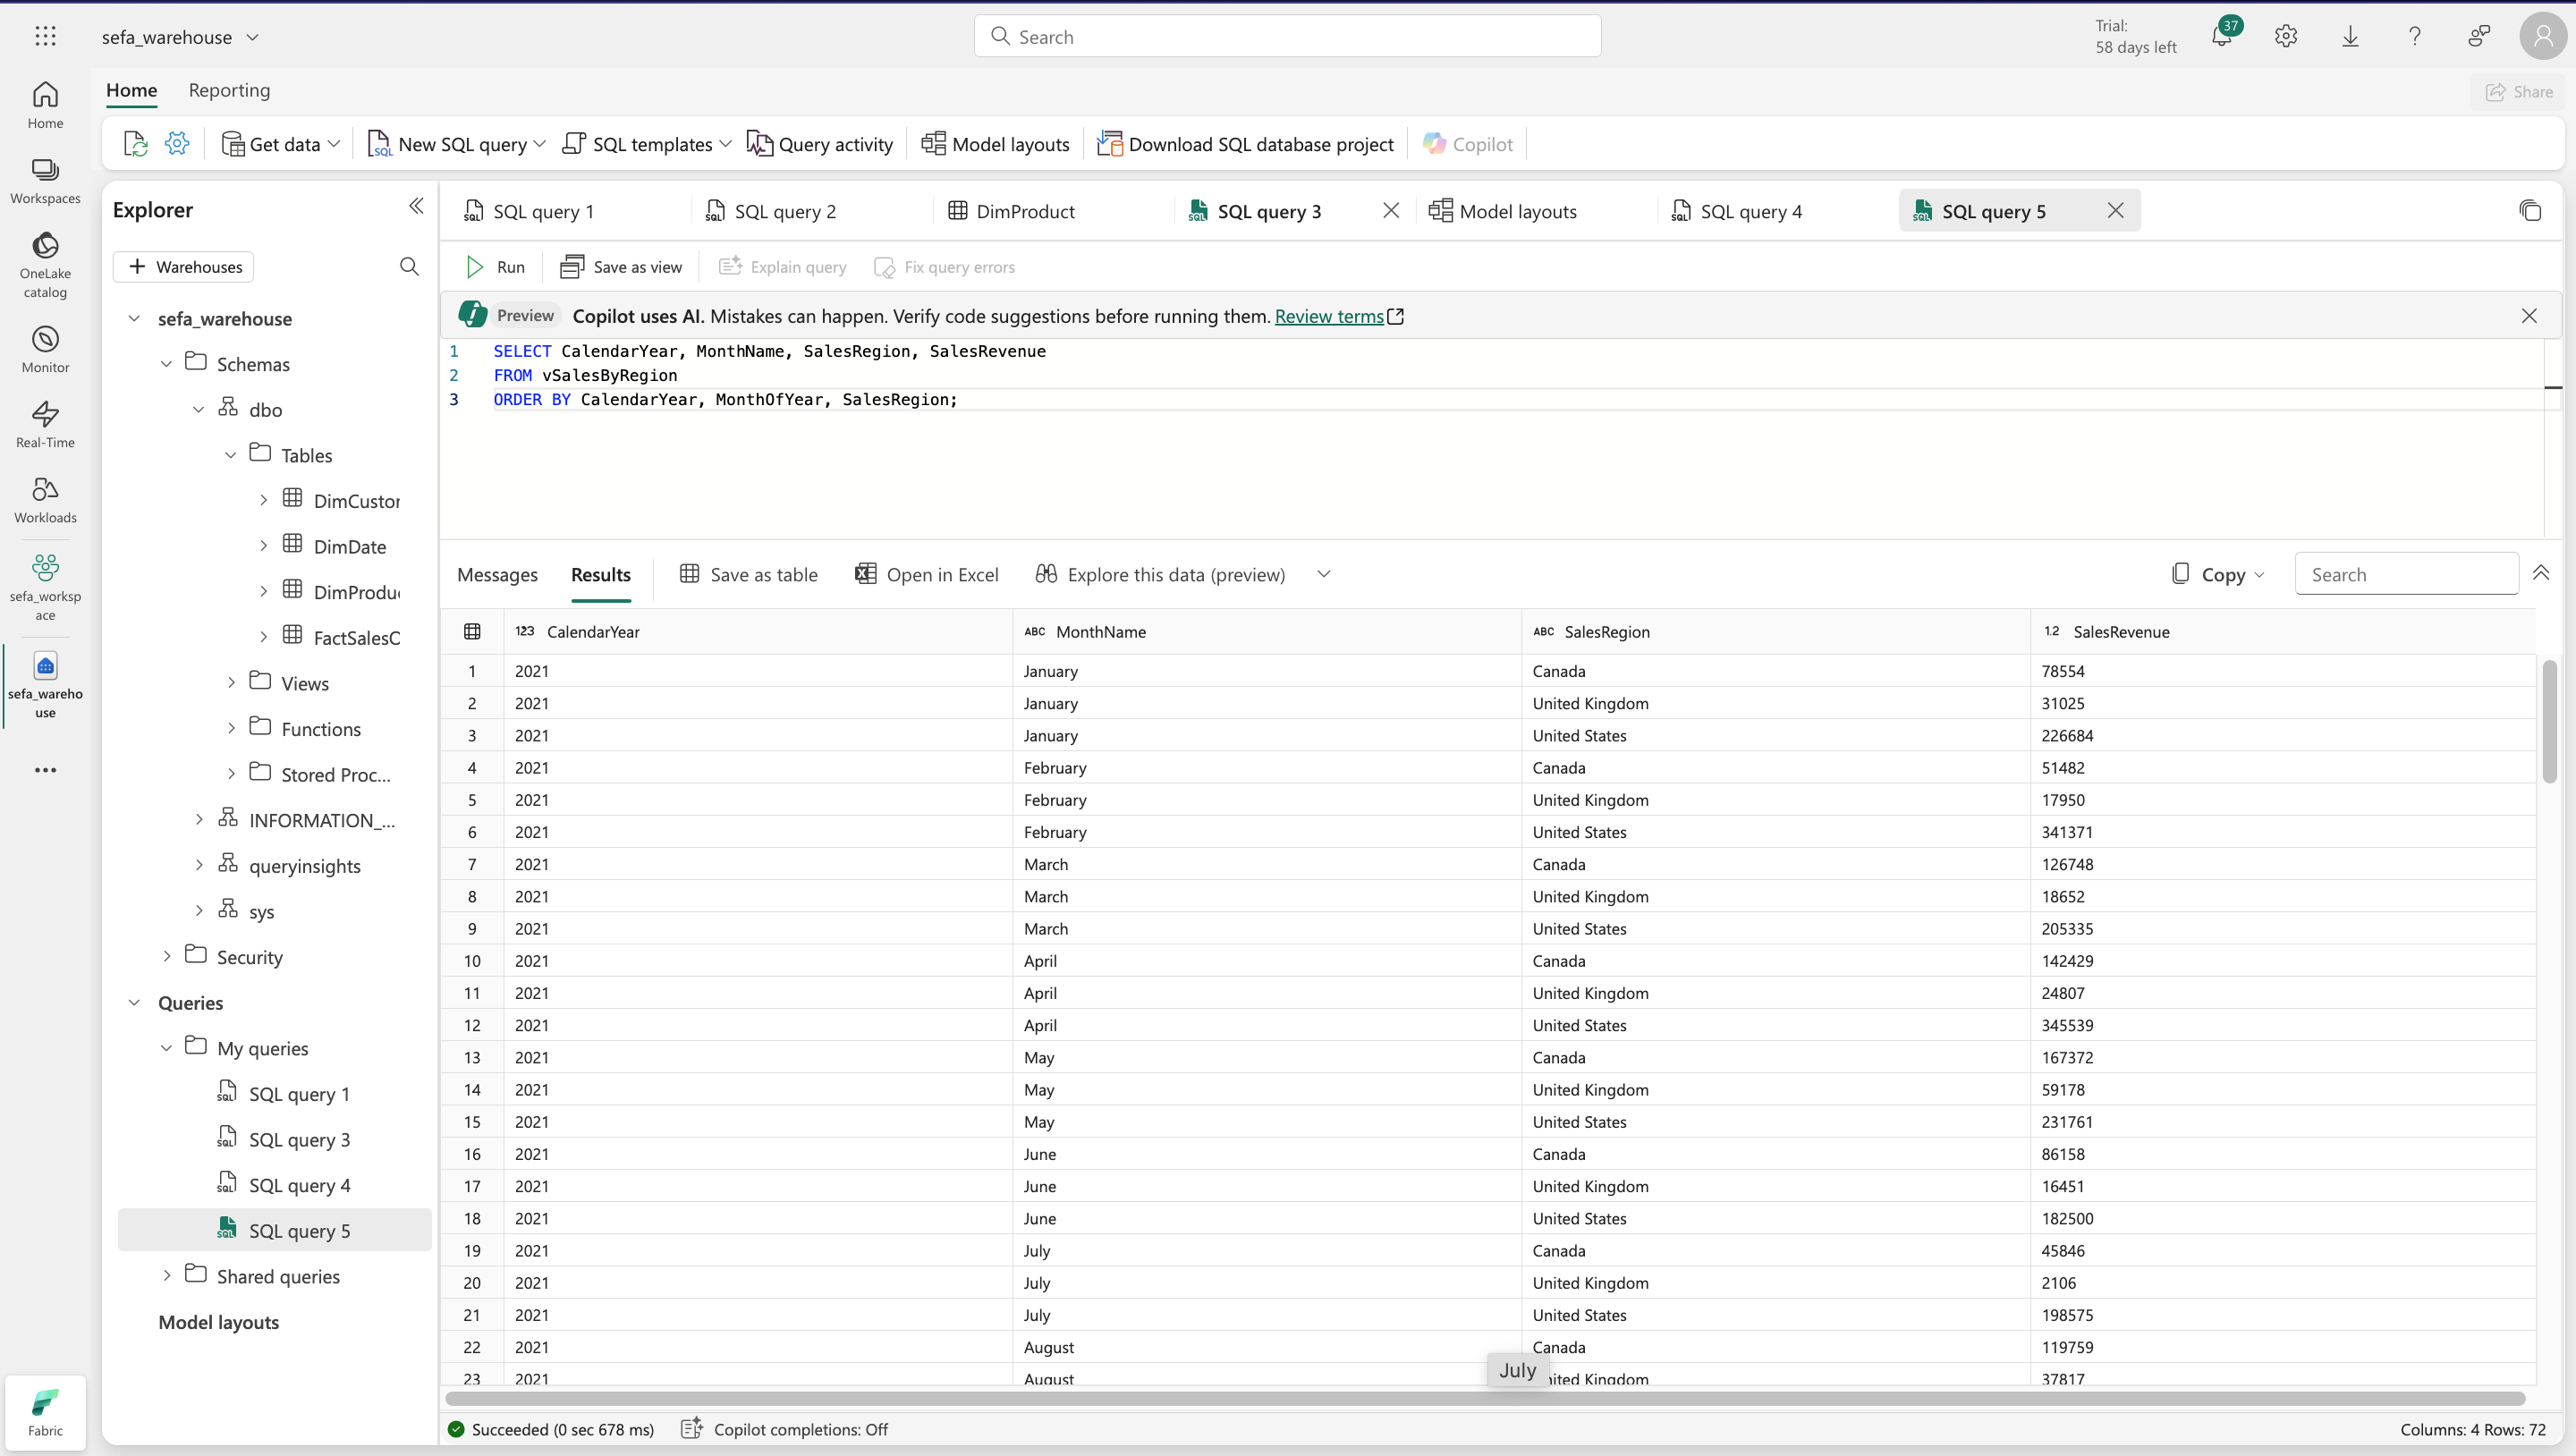 sefa_warehouse
Search
Trial:
58 days left
37
Home
Reporting
Share
Get data
New SQL query
SQL templates
Query activity
Model layouts
Download SQL database project
Copilot
Home
Workspaces
OneLake
catalog
Monitor
Real-Time
Workloads
sefa_worksp
ace
sefa_wareho
use
Fabric
Explorer
Warehouses
sefa_warehouse
Schemas
dbo
Tables
DimCustor
DimDate
DimProdu
FactSalesC
Views
Functions
Stored Proc...
INFORMATION_...
queryinsights
sys
Security
Queries
My queries
SQL query 1
SQL query 3
SQL query 4
SQL query 5
Shared queries
Model layouts
SQL query 1
SQL query 2
DimProduct
SQL query 3
Model layouts
SQL query 4
SQL query 5
Run
Save as view
Explain query
Fix query errors
Preview
Copilot uses AI. Mistakes can happen. Verify code suggestions before running them. Review terms
1 SELECT CalendarYear, MonthName, SalesRegion, SalesRevenue
2 FROM vSalesByRegion
3 ORDER BY CalendarYear, MonthOfYear, SalesRegion;
Messages
Results
Save as table
Open in Excel
Explore this data (preview)
Copy
Search
123 CalendarYear ABC MonthName ABC SalesRegion 1.2 SalesRevenue
1 2021 January Canada 78554
2 2021 January United Kingdom 31025
3 2021 January United States 226684
4 2021 February Canada 51482
5 2021 February United Kingdom 17950
6 2021 February United States 341371
7 2021 March Canada 126748
8 2021 March United Kingdom 18652
9 2021 March United States 205335
10 2021 April Canada 142429
11 2021 April United Kingdom 24807
12 2021 April United States 345539
13 2021 May Canada 167372
14 2021 May United Kingdom 59178
15 2021 May United States 231761
16 2021 June Canada 86158
17 2021 June United Kingdom 16451
18 2021 June United States 182500
19 2021 July Canada 45846
20 2021 July United Kingdom 2106
21 2021 July United States 198575
22 2021 August Canada 119759
23 2021 August Kingdom 37817
July
Succeeded (0 sec 678 ms)
Copilot completions: Off
Columns: 4 Rows: 72